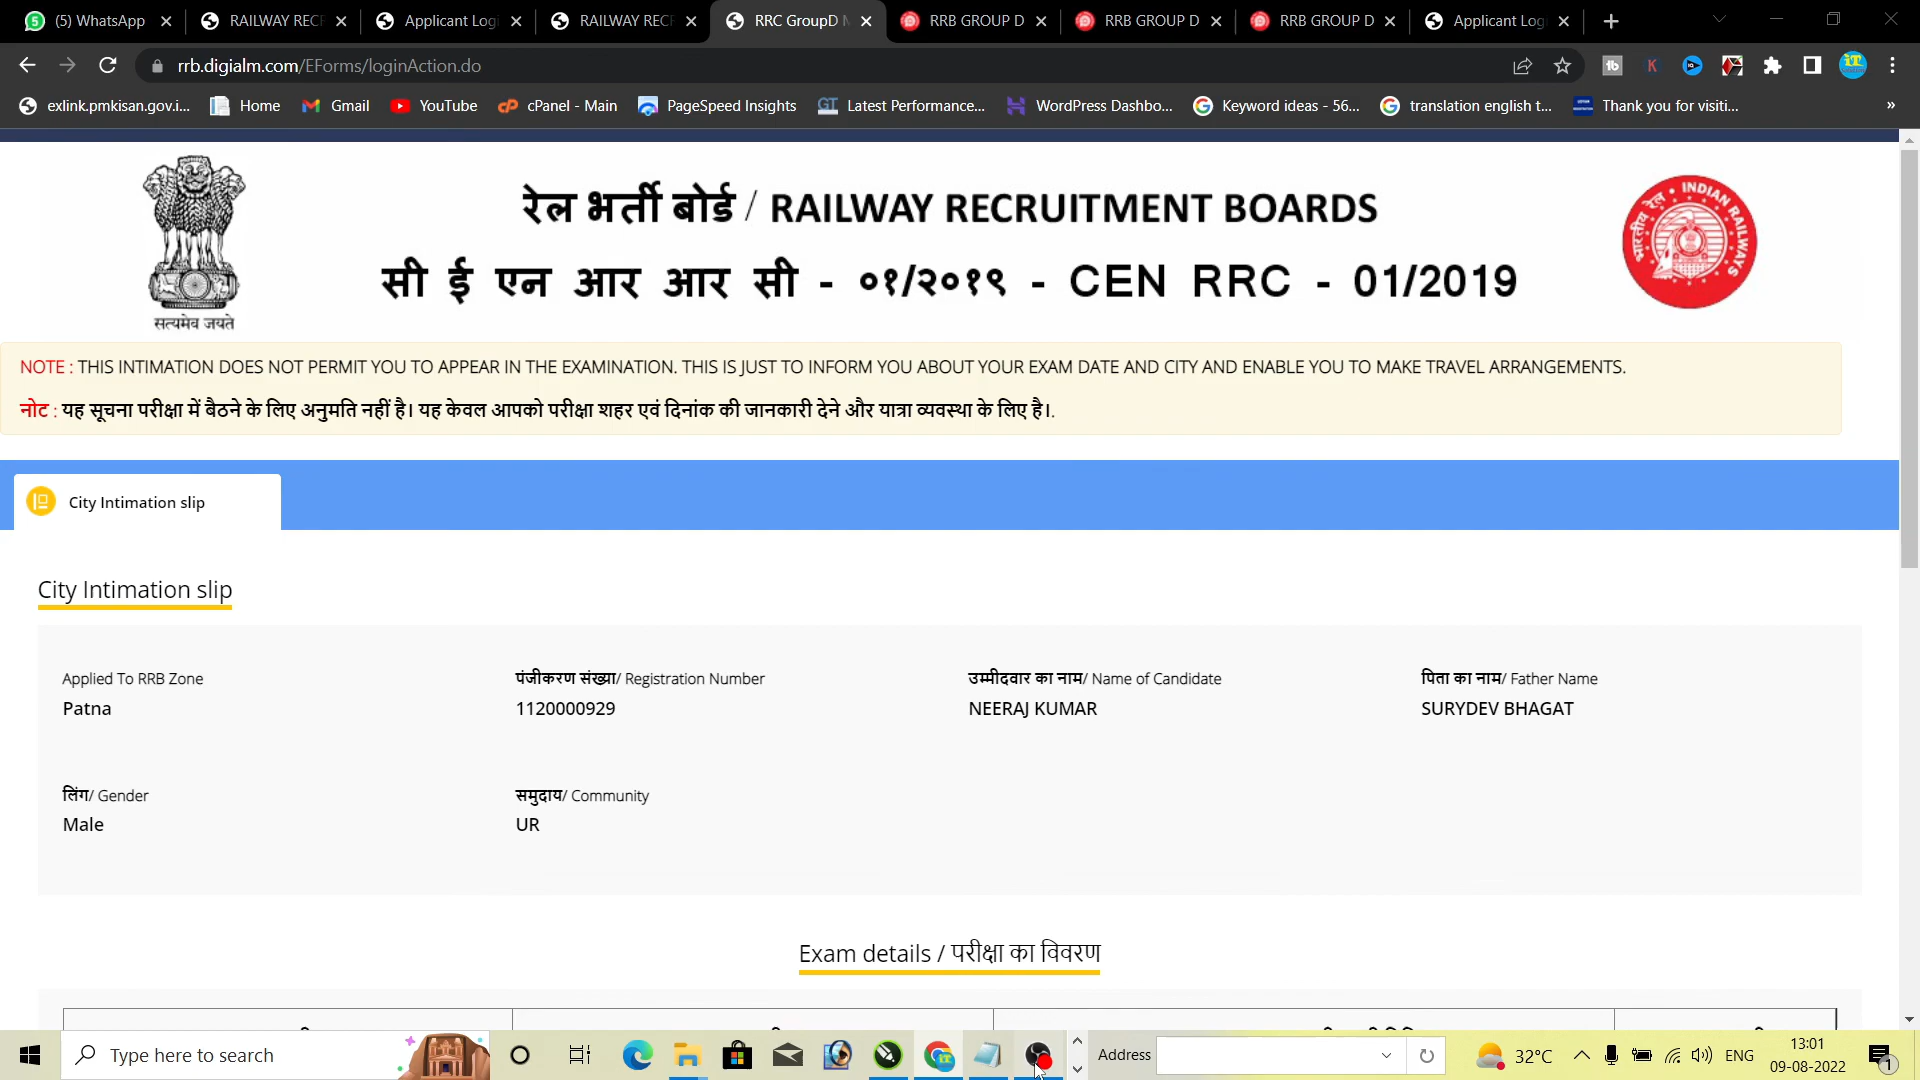 (5) WhatsApp
RAILWAY REC
Applicant Log
RAILWAY REC
RRC GroupD
RRB GROUP D
RRB GROUP D
RRB GROUP D
Applicant Log
rrb.digialm.com/EForms/loginAction.do
exlink.pmkisan.gov.i...
Home
Gmail
YouTube
cPanel - Main
PageSpeed Insights
Latest Performance...
WordPress Dashbo...
Keyword ideas - 56...
translation english t...
Thank you for visiti...
रेल भर्ती बोर्ड / RAILWAY RECRUITMENT BOARDS
सी ई एन आर आर सी - ०१/२०१९ - CEN RRC - 01/2019
सत्यमेव जयते
भारतीय रेल INDIAN RAILWAYS
NOTE : THIS INTIMATION DOES NOT PERMIT YOU TO APPEAR IN THE EXAMINATION. THIS IS JUST TO INFORM YOU ABOUT YOUR EXAM DATE AND CITY AND ENABLE YOU TO MAKE TRAVEL ARRANGEMENTS.
नोट : यह सूचना परीक्षा में बैठने के लिए अनुमति नहीं है। यह केवल आपको परीक्षा शहर एवं दिनांक की जानकारी देने और यात्रा व्यवस्था के लिए है।.
City Intimation slip
City Intimation slip
Applied To RRB Zone
Patna
पंजीकरण संख्या/ Registration Number
1120000929
उम्मीदवार का नाम/ Name of Candidate
NEERAJ KUMAR
पिता का नाम/ Father Name
SURYDEV BHAGAT
लिंग/ Gender
Male
समुदाय/ Community
UR
Exam details / परीक्षा का विवरण
Type here to search
Address
32°C
ENG
13:01
09-08-2022
1